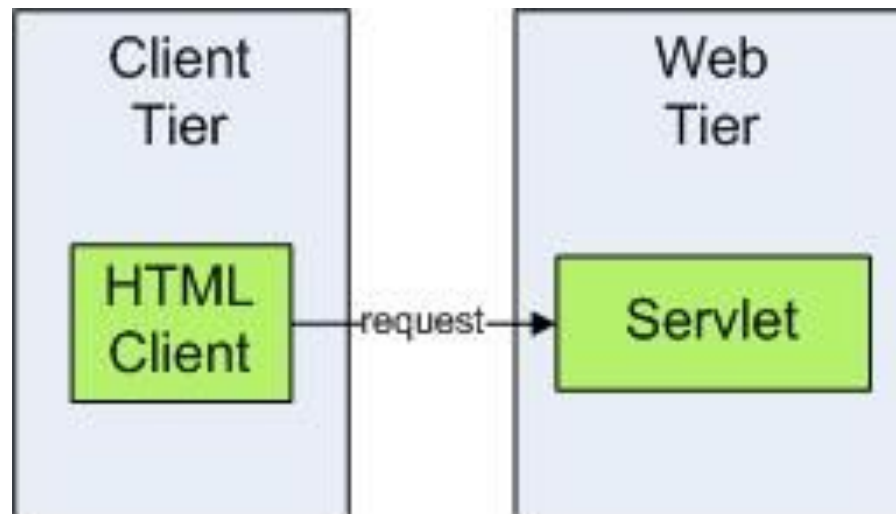 Client
Tier
HTML
Client
request
Web
Tier
Servlet